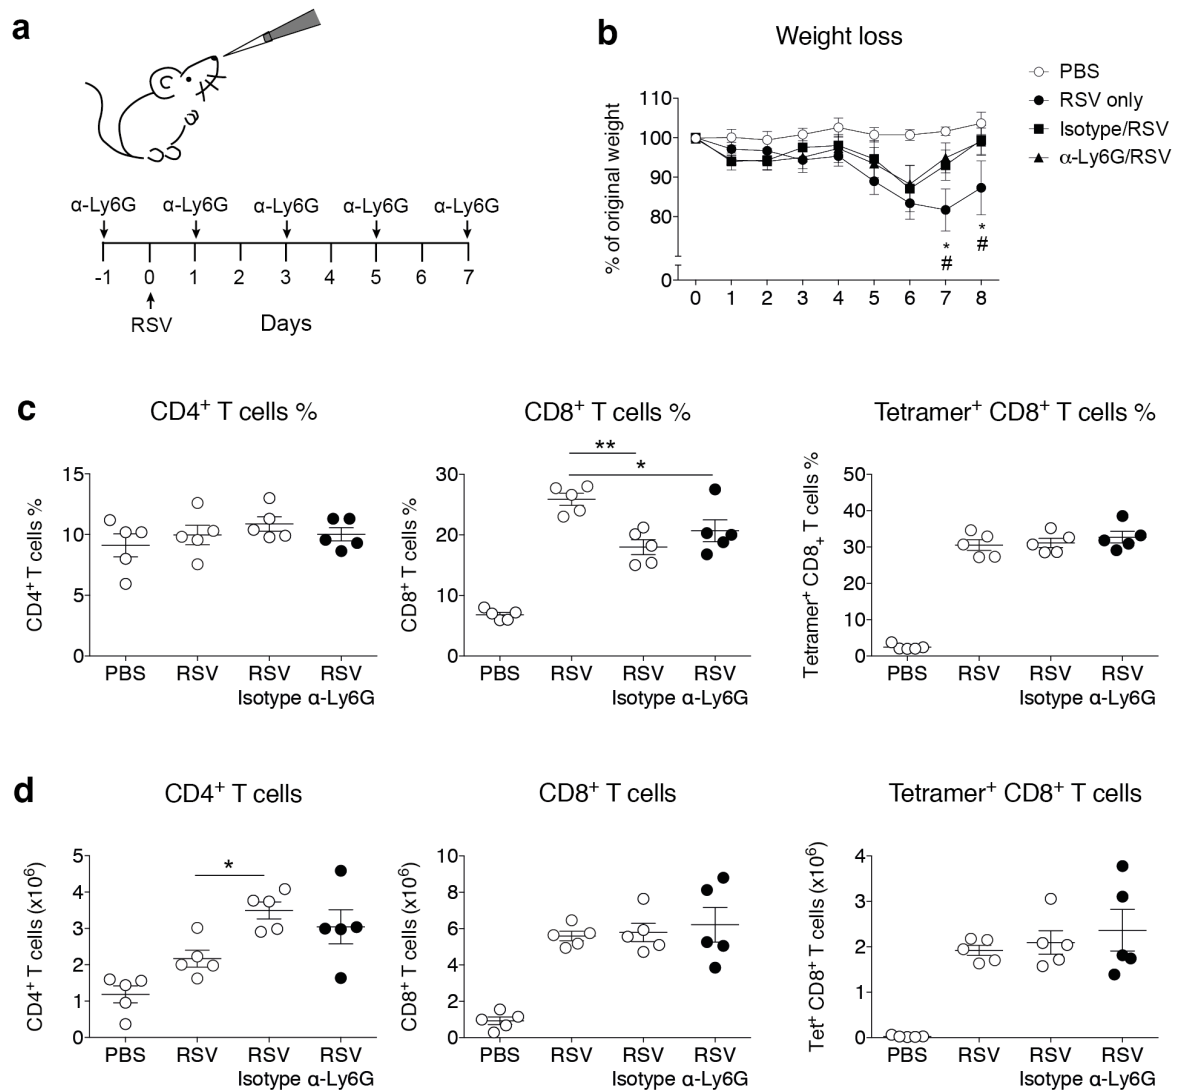 a
α-Ly6G α-Ly6G α-Ly6G α-Ly6G α-Ly6G
-1 0 1 2 3 4 5 6 7
RSV
Days
b
Weight loss
PBS
RSV only
Isotype/RSV
α-Ly6G/RSV
% of original weight
110
100
90
80
0
* *
# #
0 1 2 3 4 5 6 7 8
c
CD4+ T cells %
CD4+ T cells %
15
10
5
0
PBS RSV RSV RSV
Isotype α-Ly6G
CD8+ T cells %
**
*
CD8+ T cells %
30
20
10
0
PBS RSV RSV RSV
Isotype α-Ly6G
Tetramer+ CD8+ T cells %
Tetramer+ CD8+ T cells %
50
40
30
20
10
0
PBS RSV RSV RSV
Isotype α-Ly6G
d
CD4+ T cells
*
CD4+ T cells (x10⁶)
5
4
3
2
1
0
PBS RSV RSV RSV
Isotype α-Ly6G
CD8+ T cells
CD8+ T cells (x10⁶)
10
8
6
4
2
0
PBS RSV RSV RSV
Isotype α-Ly6G
Tetramer+ CD8+ T cells
Tet+ CD8+ T cells (x10⁶)
4
3
2
1
0
PBS RSV RSV RSV
Isotype α-Ly6G